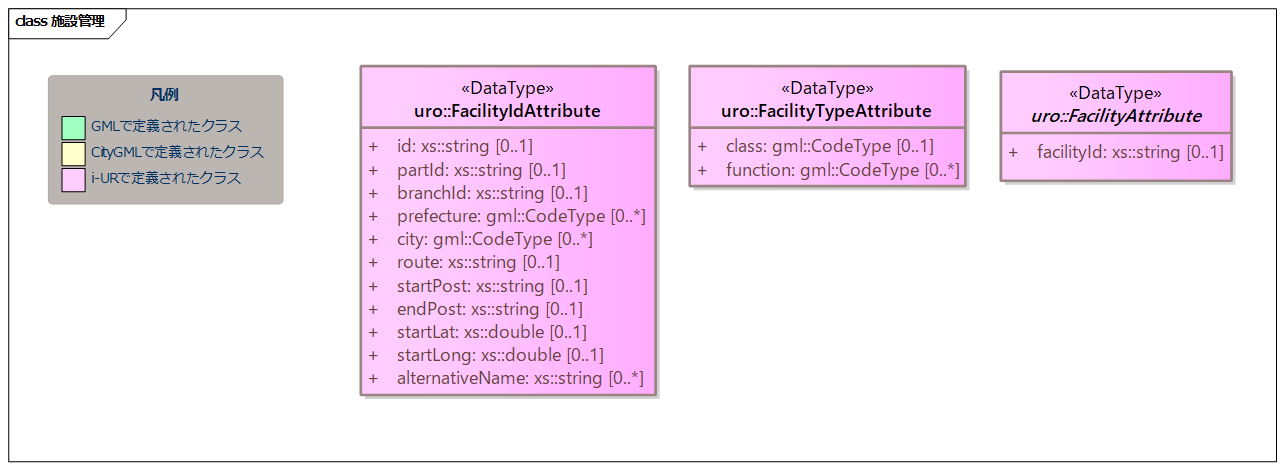 class 施設管理
凡例
GMLで定義されたクラス
CityGMLで定義されたクラス
i-URで定義されたクラス
«DataType»
uro::FacilityIdAttribute
+ id: xs::string [0..1]
+ partId: xs::string [0..1]
+ branchId: xs::string [0..1]
+ prefecture: gml::CodeType [0..*]
+ city: gml::CodeType [0..*]
+ route: xs::string [0..1]
+ startPost: xs::string [0..1]
+ endPost: xs::string [0..1]
+ startLat: xs::double [0..1]
+ startLong: xs::double [0..1]
+ alternativeName: xs::string [0..*]
«DataType»
uro::FacilityTypeAttribute
+ class: gml::CodeType [0..1]
+ function: gml::CodeType [0..*]
«DataType»
uro::FacilityAttribute
+ facilityId: xs::string [0..1]